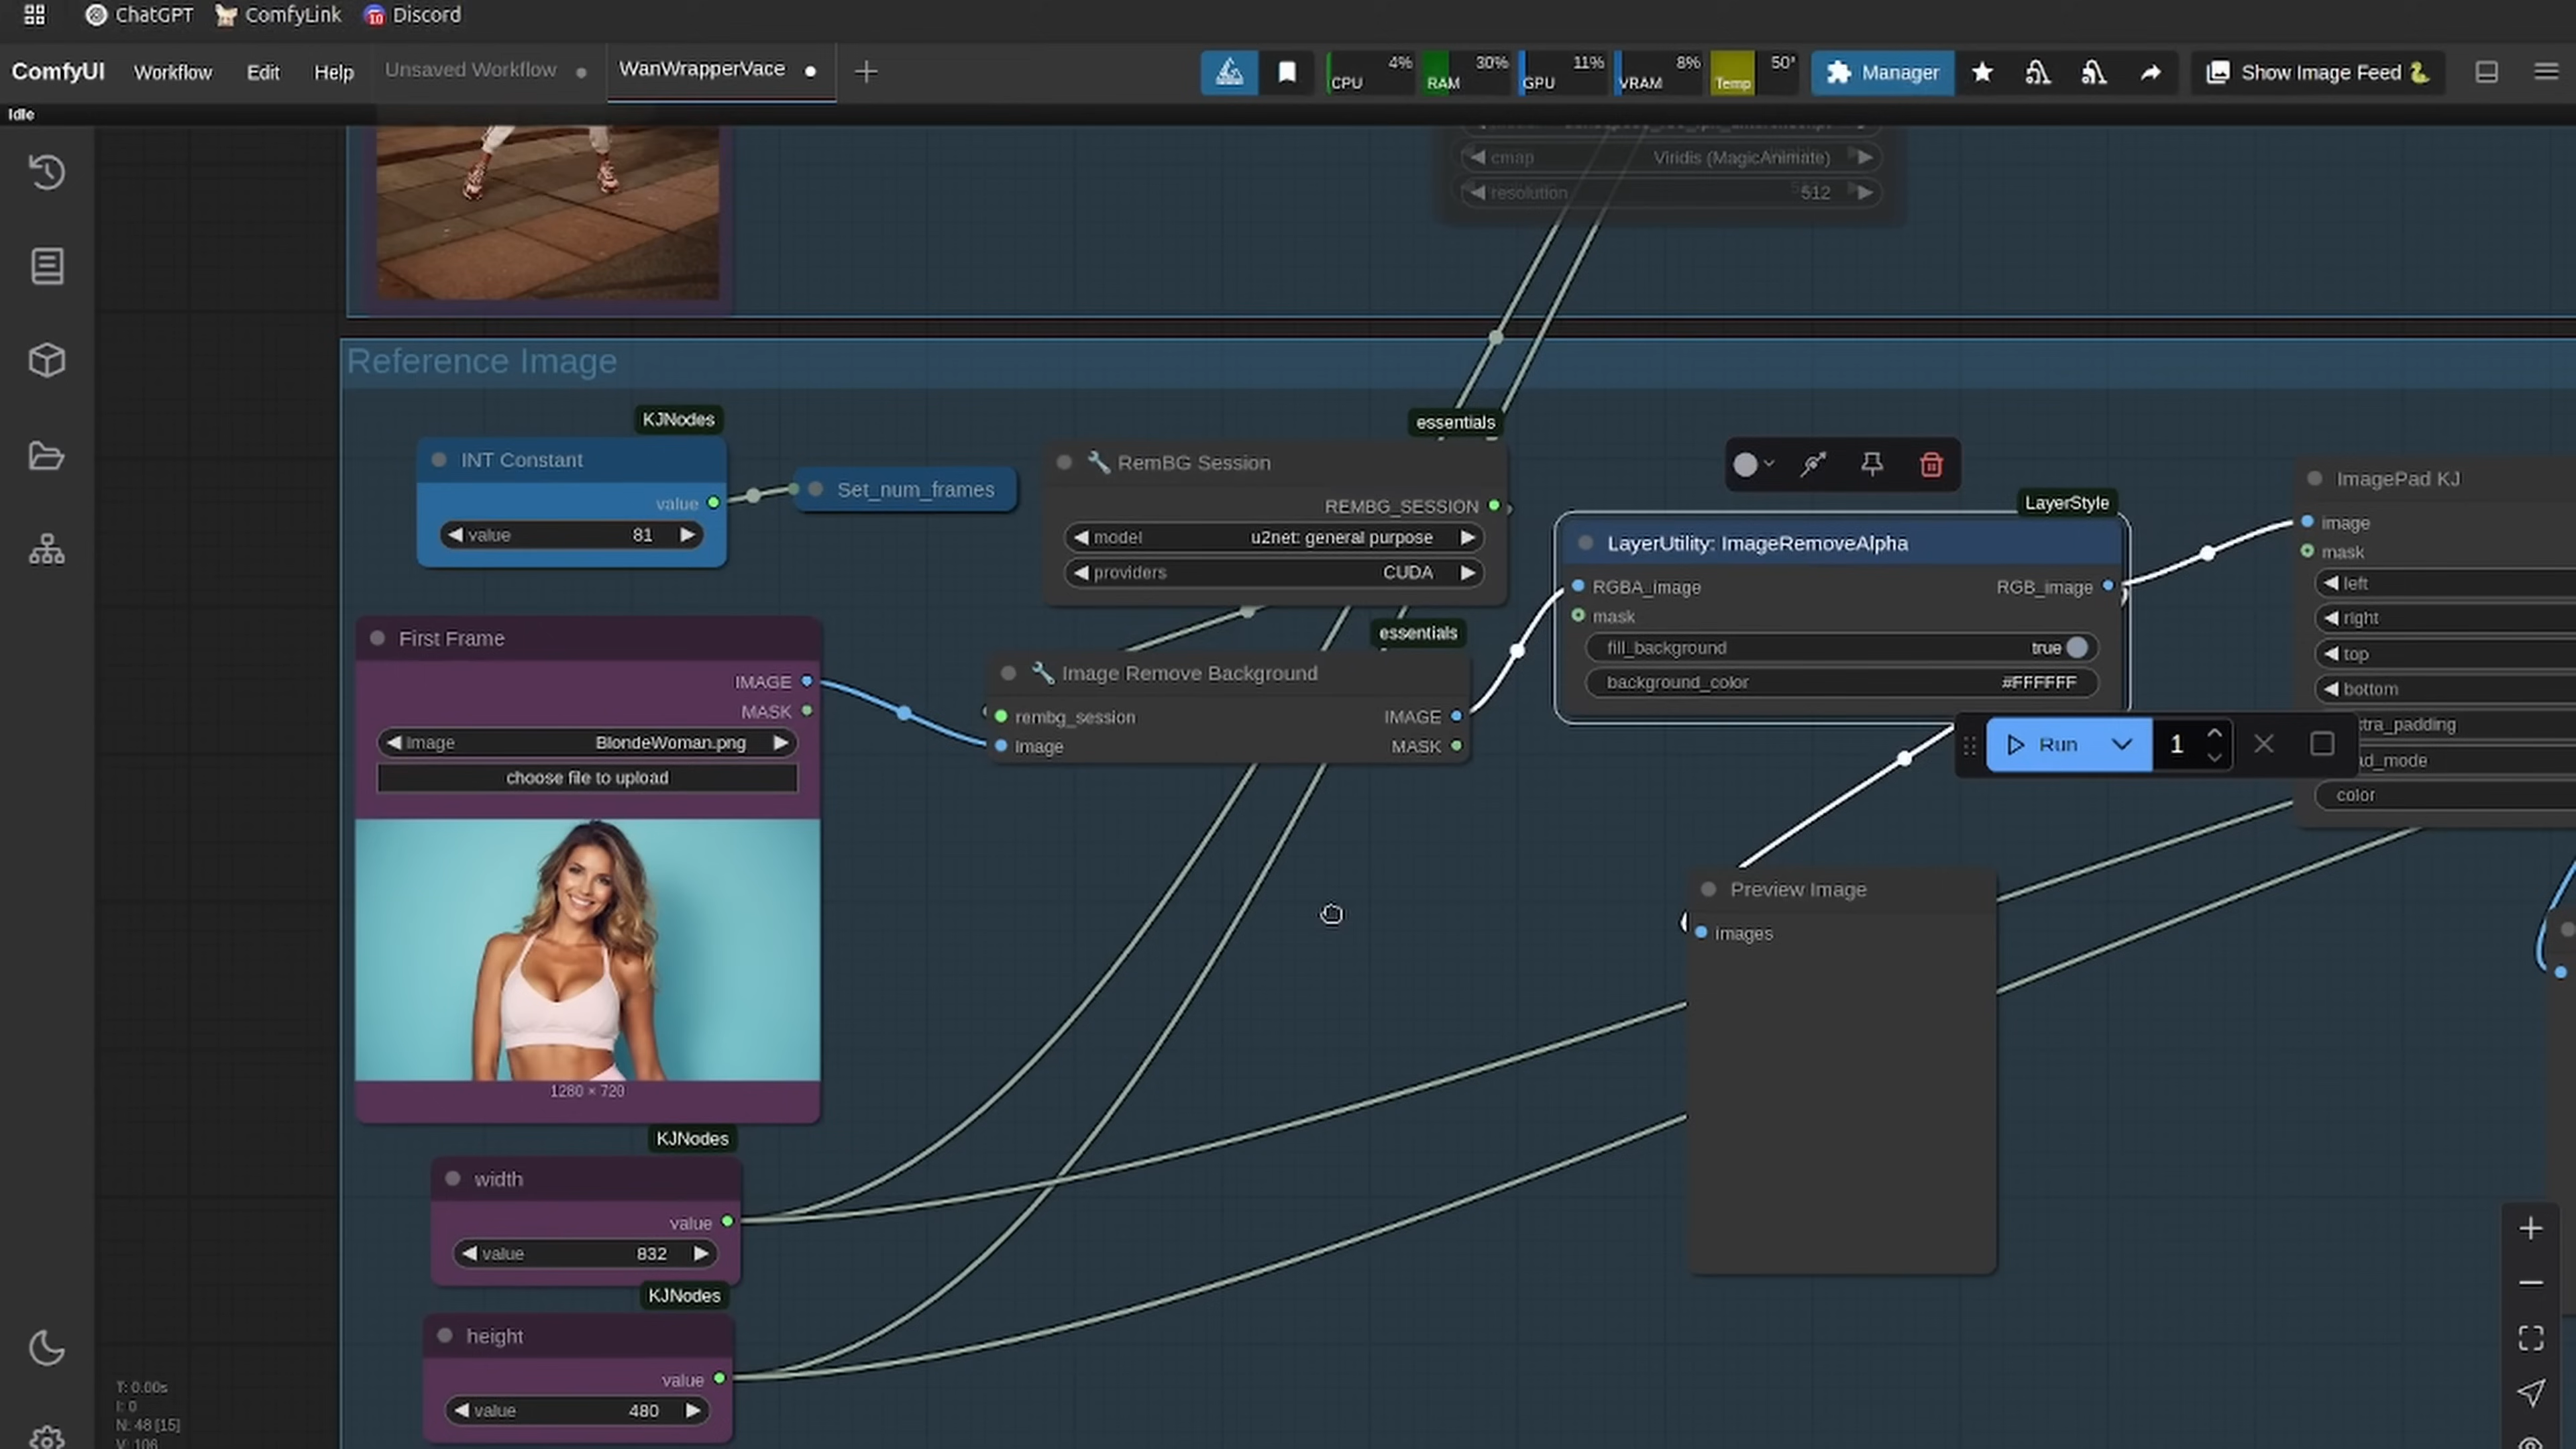 ChatGPT ComfyLink Discord
ComfyUI Workflow Edit Help Unsaved Workflow WanWrapperVace
CPU 4% RAM 30% GPU 11% VRAM 8% Temp 50° Manager Show Image Feed
Idle
cmap Viridis (MagicAnimate)
resolution 512
Reference Image
KJNodes
INT Constant
value
value 81
Set_num_frames
essentials
RemBG Session
REMBG_SESSION
model u2net: general purpose
providers CUDA
LayerStyle
LayerUtility: ImageRemoveAlpha
RGBA_image RGB_image
mask
fill_background true
background_color #FFFFFF
ImagePad KJ
image
mask
left
right
top
bottom
xtra_padding
ad_mode
color
First Frame
IMAGE
MASK
image BlondeWoman.png
choose file to upload
1280 × 720
essentials
Image Remove Background
rembg_session IMAGE
image MASK
Run 1
Preview Image
images
KJNodes
width
value
value 832
KJNodes
height
value
value 480
T: 0.00s
I: 0
N: 48 [15]
V: 106